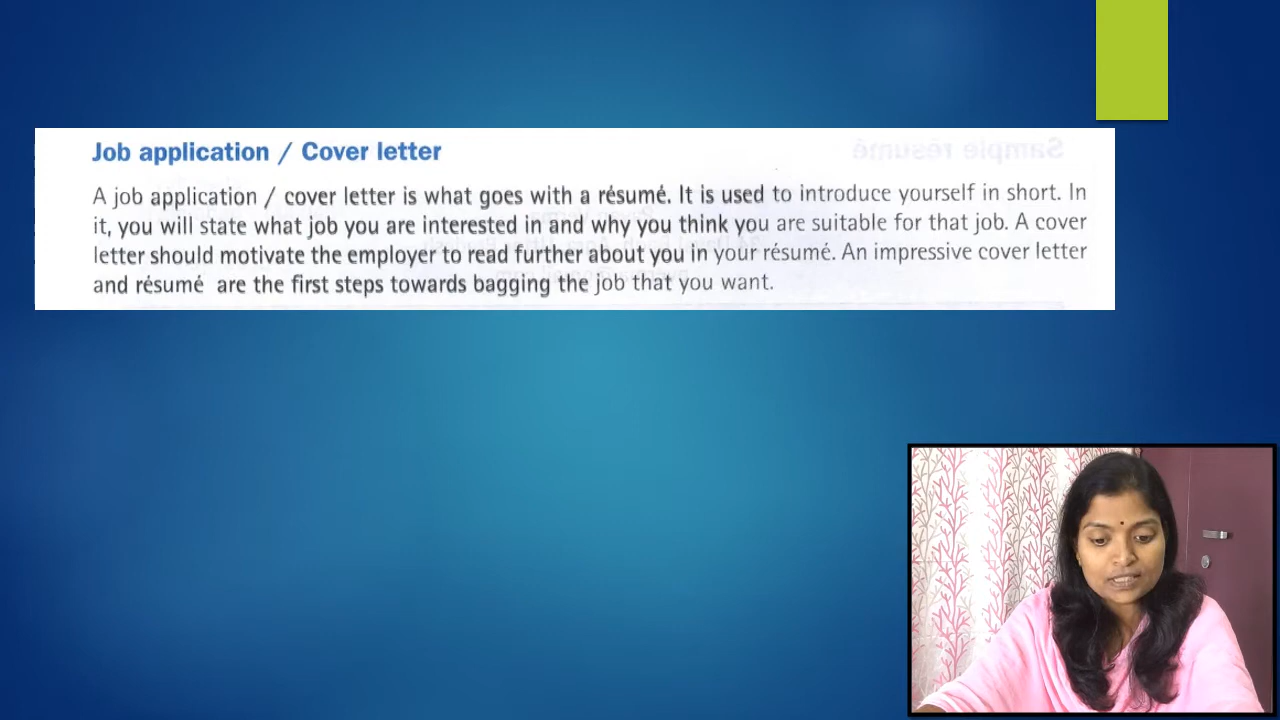 Job application / Cover letter
A job application / cover letter is what goes with a résumé. It is used to introduce yourself in short. In
it, you will state what job you are interested in and why you think you are suitable for that job. A cover
letter should motivate the employer to read further about you in your résumé. An impressive cover letter
and résumé are the first steps towards bagging the job that you want.
Sample résumé